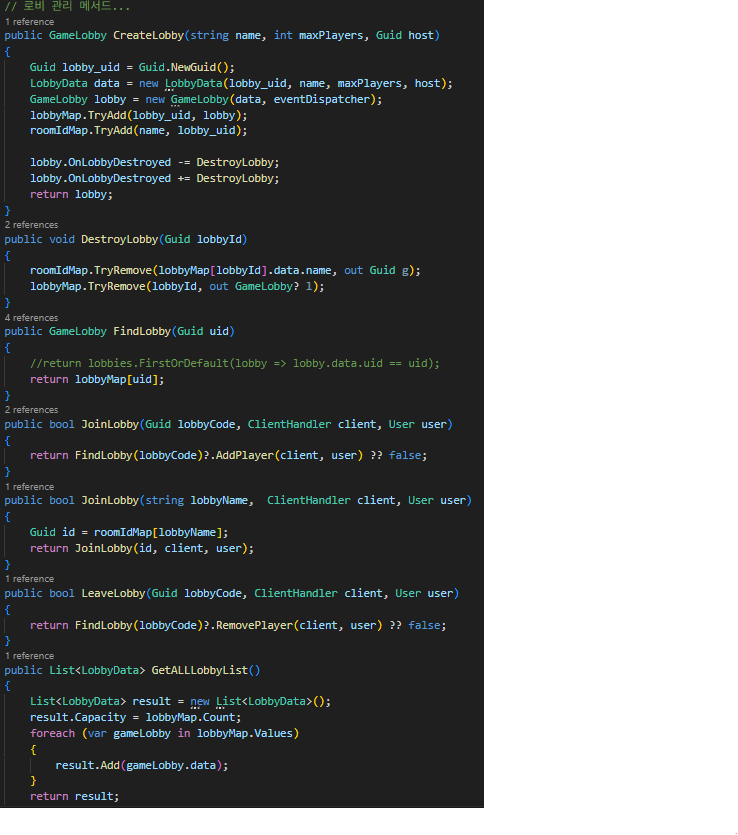 // 로비 관리 메서드...
1 reference
public GameLobby CreateLobby(string name, int maxPlayers, Guid host)
{
    Guid lobby_uid = Guid.NewGuid();
    LobbyData data = new LobbyData(lobby_uid, name, maxPlayers, host);
    GameLobby lobby = new GameLobby(data, eventDispatcher);
    lobbyMap.TryAdd(lobby_uid, lobby);
    roomIdMap.TryAdd(name, lobby_uid);

    lobby.OnLobbyDestroyed -= DestroyLobby;
    lobby.OnLobbyDestroyed += DestroyLobby;
    return lobby;
}
2 references
public void DestroyLobby(Guid lobbyId)
{
    roomIdMap.TryRemove(lobbyMap[lobbyId].data.name, out Guid g);
    lobbyMap.TryRemove(lobbyId, out GameLobby? l);
}
4 references
public GameLobby FindLobby(Guid uid)
{
    //return lobbies.FirstOrDefault(lobby => lobby.data.uid == uid);
    return lobbyMap[uid];
}
2 references
public bool JoinLobby(Guid lobbyCode, ClientHandler client, User user)
{
    return FindLobby(lobbyCode)?.AddPlayer(client, user) ?? false;
}
1 reference
public bool JoinLobby(string lobbyName,  ClientHandler client, User user)
{
    Guid id = roomIdMap[lobbyName];
    return JoinLobby(id, client, user);
}
1 reference
public bool LeaveLobby(Guid lobbyCode, ClientHandler client, User user)
{
    return FindLobby(lobbyCode)?.RemovePlayer(client, user) ?? false;
}
1 reference
public List<LobbyData> GetALLLobbyList()
{
    List<LobbyData> result = new List<LobbyData>();
    result.Capacity = lobbyMap.Count;
    foreach (var gameLobby in lobbyMap.Values)
    {
        result.Add(gameLobby.data);
    }
    return result;